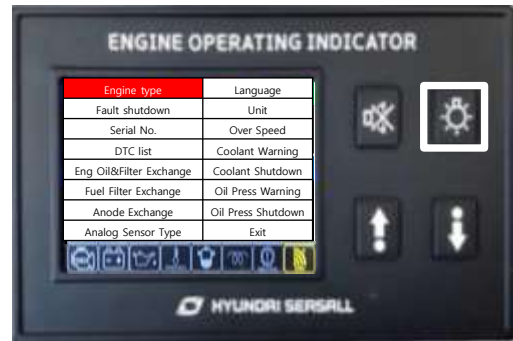 ENGINE OPERATING INDICATOR
Engine type Language
Fault shutdown Unit
Serial No. Over Speed
DTC list Coolant Warning
Eng Oil&Filter Exchange Coolant Shutdown
Fuel Filter Exchange Oil Press Warning
Anode Exchange Oil Press Shutdown
Analog Sensor Type Exit
HYUNDAI SEASALL